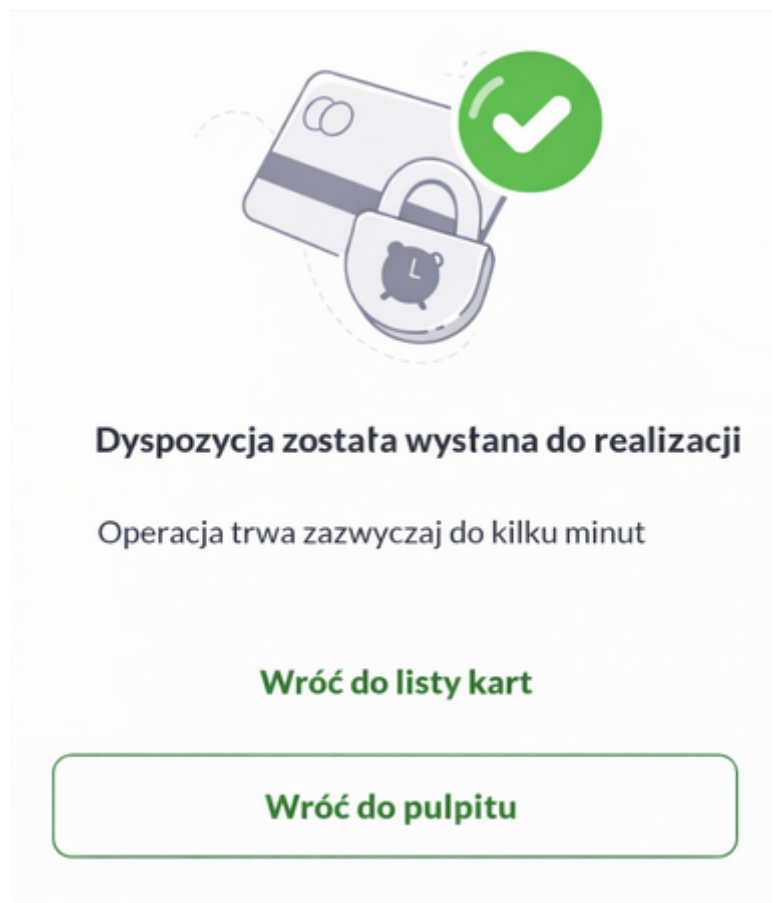 Dyspozycja została wysłana do realizacji
Operacja trwa zazwyczaj do kilku minut
Wróć do listy kart
Wróć do pulpitu